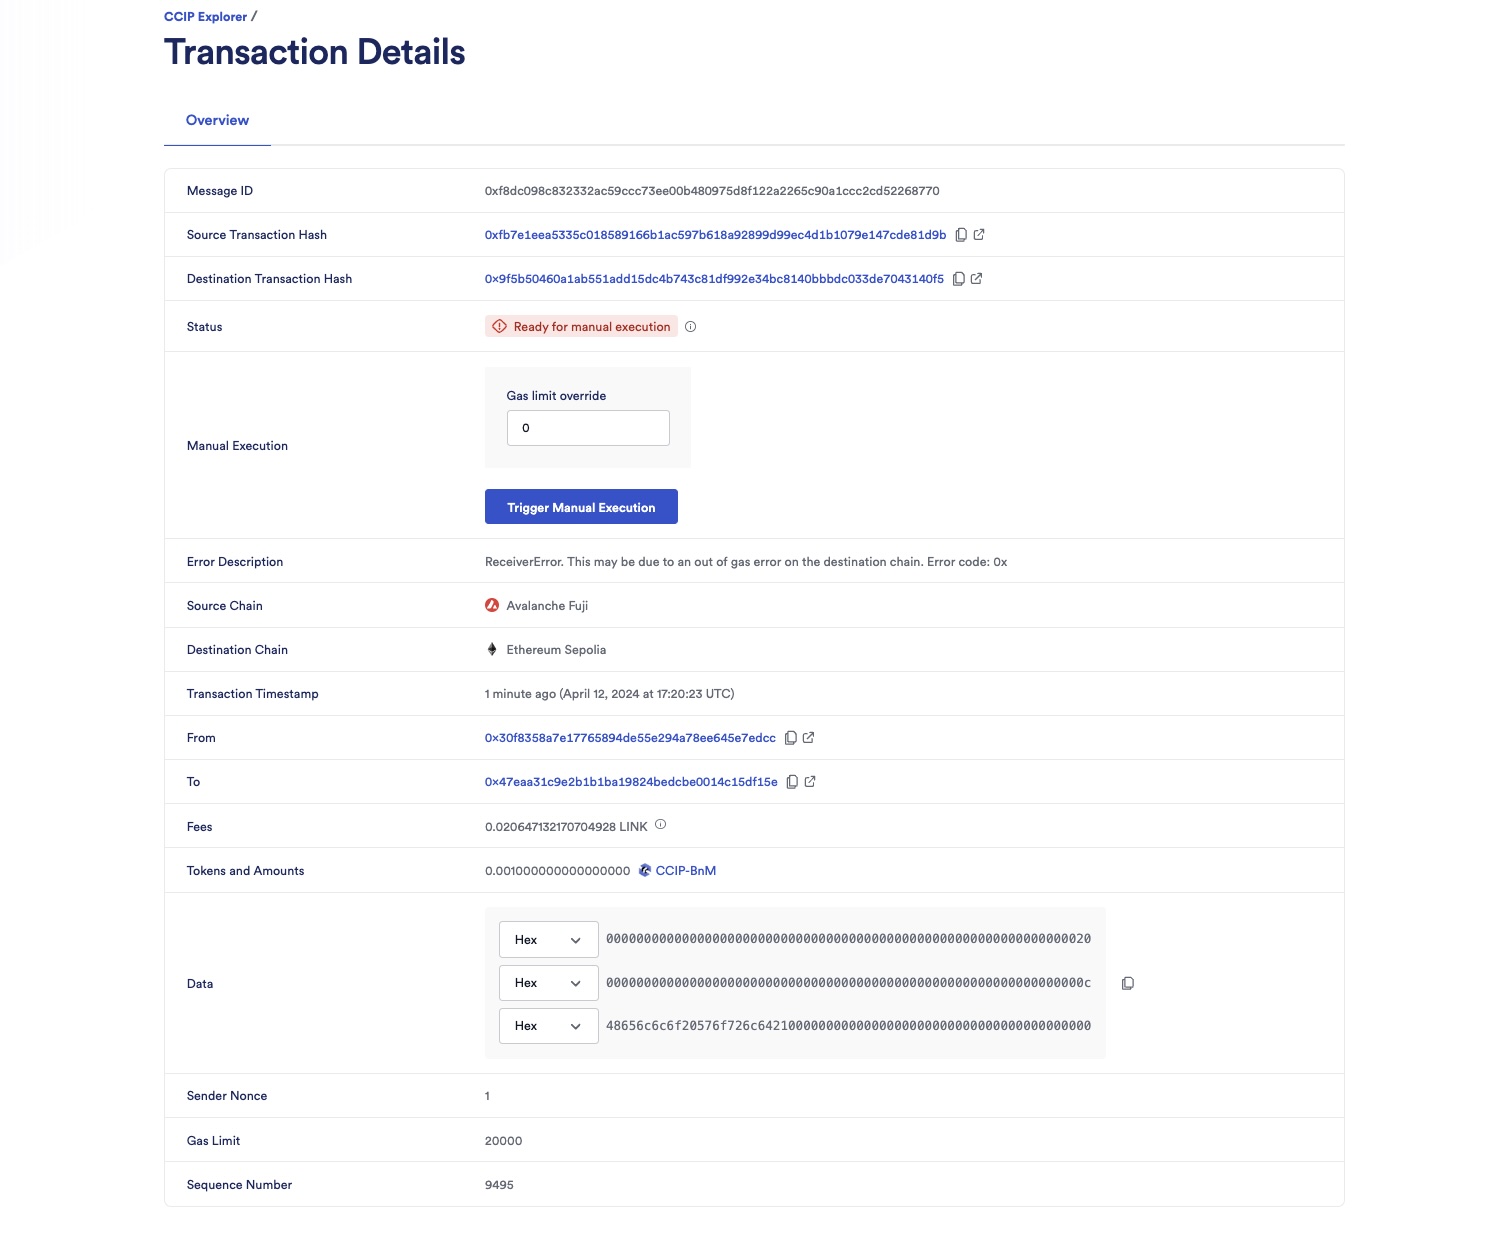 CCIP Explorer /
Transaction Details
Overview
Message ID 0xf8dc098c832332ac59ccc73ee00b480975d8f122a2265c90a1ccc2cd52268770
Source Transaction Hash 0xfb7e1eea5335c018589166b1ac597b618a92899d99ec4d1b1079e147cde81d9b
Destination Transaction Hash 0x9f5b50460a1ab551add15dc4b743c81df992e34bc8140bbbdc033de7043140f5
Status Ready for manual execution
Gas limit override
0
Manual Execution
Trigger Manual Execution
Error Description ReceiverError. This may be due to an out of gas error on the destination chain. Error code: 0x
Source Chain Avalanche Fuji
Destination Chain Ethereum Sepolia
Transaction Timestamp 1 minute ago (April 12, 2024 at 17:20:23 UTC)
From 0x30f8358a7e17765894de55e294a78ee645e7edcc
To 0x47eaa31c9e2b1b1ba19824bedcbe0014c15df15e
Fees 0.020647132170704928 LINK
Tokens and Amounts 0.001000000000000000 CCIP-BnM
Hex 0000000000000000000000000000000000000000000000000000000000000020
Data Hex 000000000000000000000000000000000000000000000000000000000000000c
Hex 48656c6c6f20576f726c64210000000000000000000000000000000000000000
Sender Nonce 1
Gas Limit 20000
Sequence Number 9495